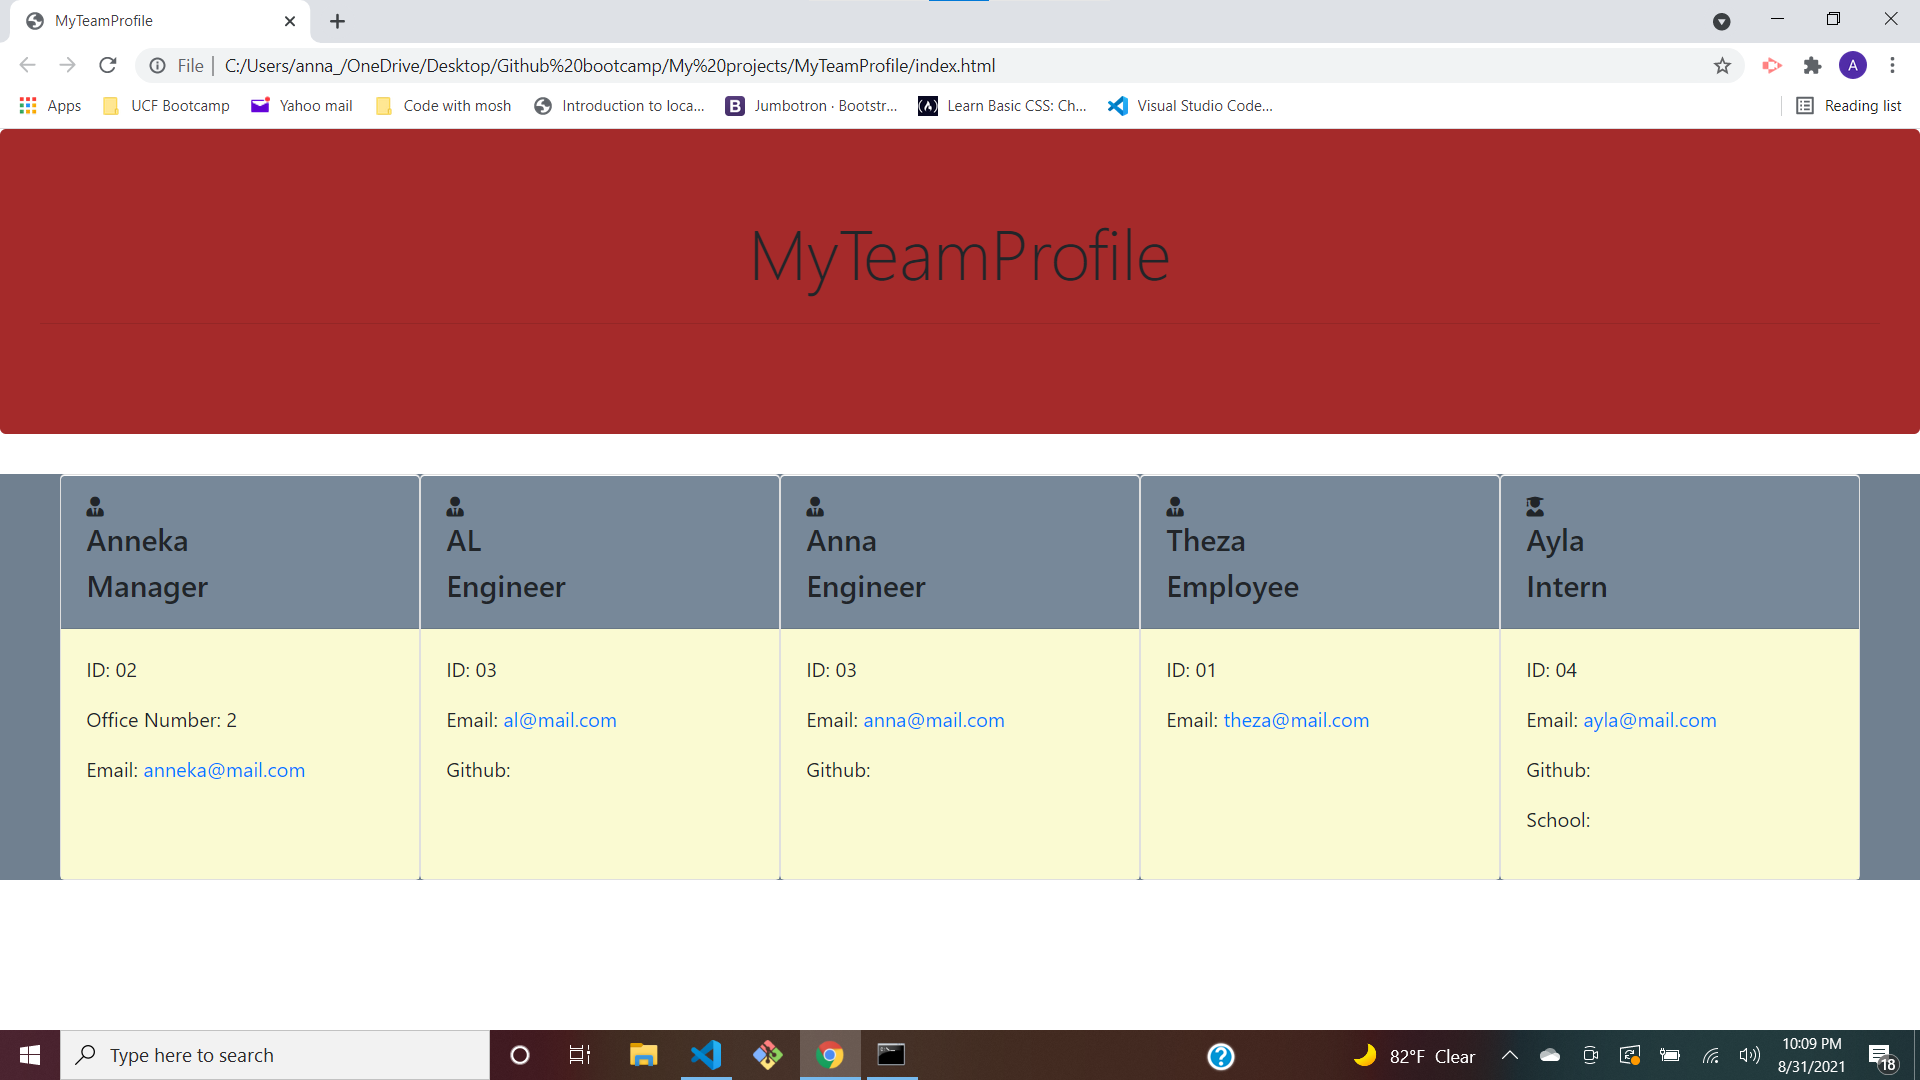 MyTeamProfile
File
C:/Users/anna_/OneDrive/Desktop/Github%20bootcamp/My%20projects/MyTeamProfile/index.html
A
Apps
UCF Bootcamp
Yahoo mail
Code with mosh
Introduction to loca...
B
Jumbotron · Bootstr...
Learn Basic CSS: Ch...
Visual Studio Code...
Reading list
MyTeamProfile
Anneka
Manager
ID: 02
Office Number: 2
Email: anneka@mail.com
AL
Engineer
ID: 03
Email: al@mail.com
Github:
Anna
Engineer
ID: 03
Email: anna@mail.com
Github:
Theza
Employee
ID: 01
Email: theza@mail.com
Ayla
Intern
ID: 04
Email: ayla@mail.com
Github:
School:
Type here to search
82°F Clear
10:09 PM
8/31/2021
18